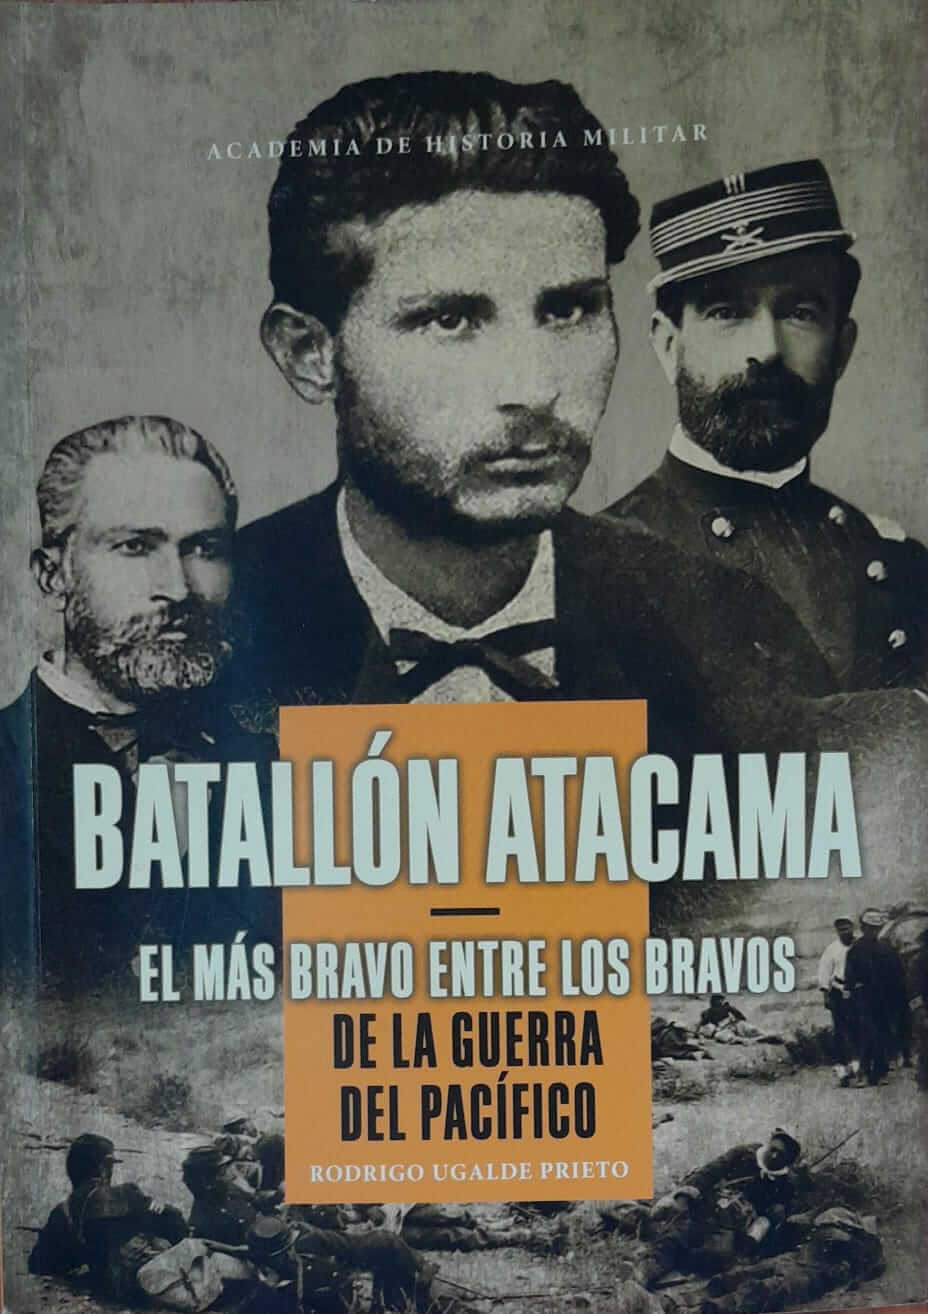 ACADEMIA DE HISTORIA MILITAR
BATALLÓN ATACAMA
EL MÁS BRAVO ENTRE LOS BRAVOS
DE LA GUERRA
DEL PACÍFICO
RODRIGO UGALDE PRIETO